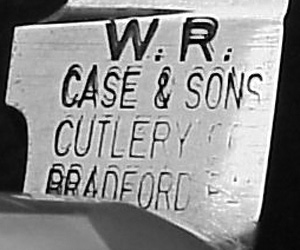 W. R.
CASE & SONS
CUTLERY
BRADFORD